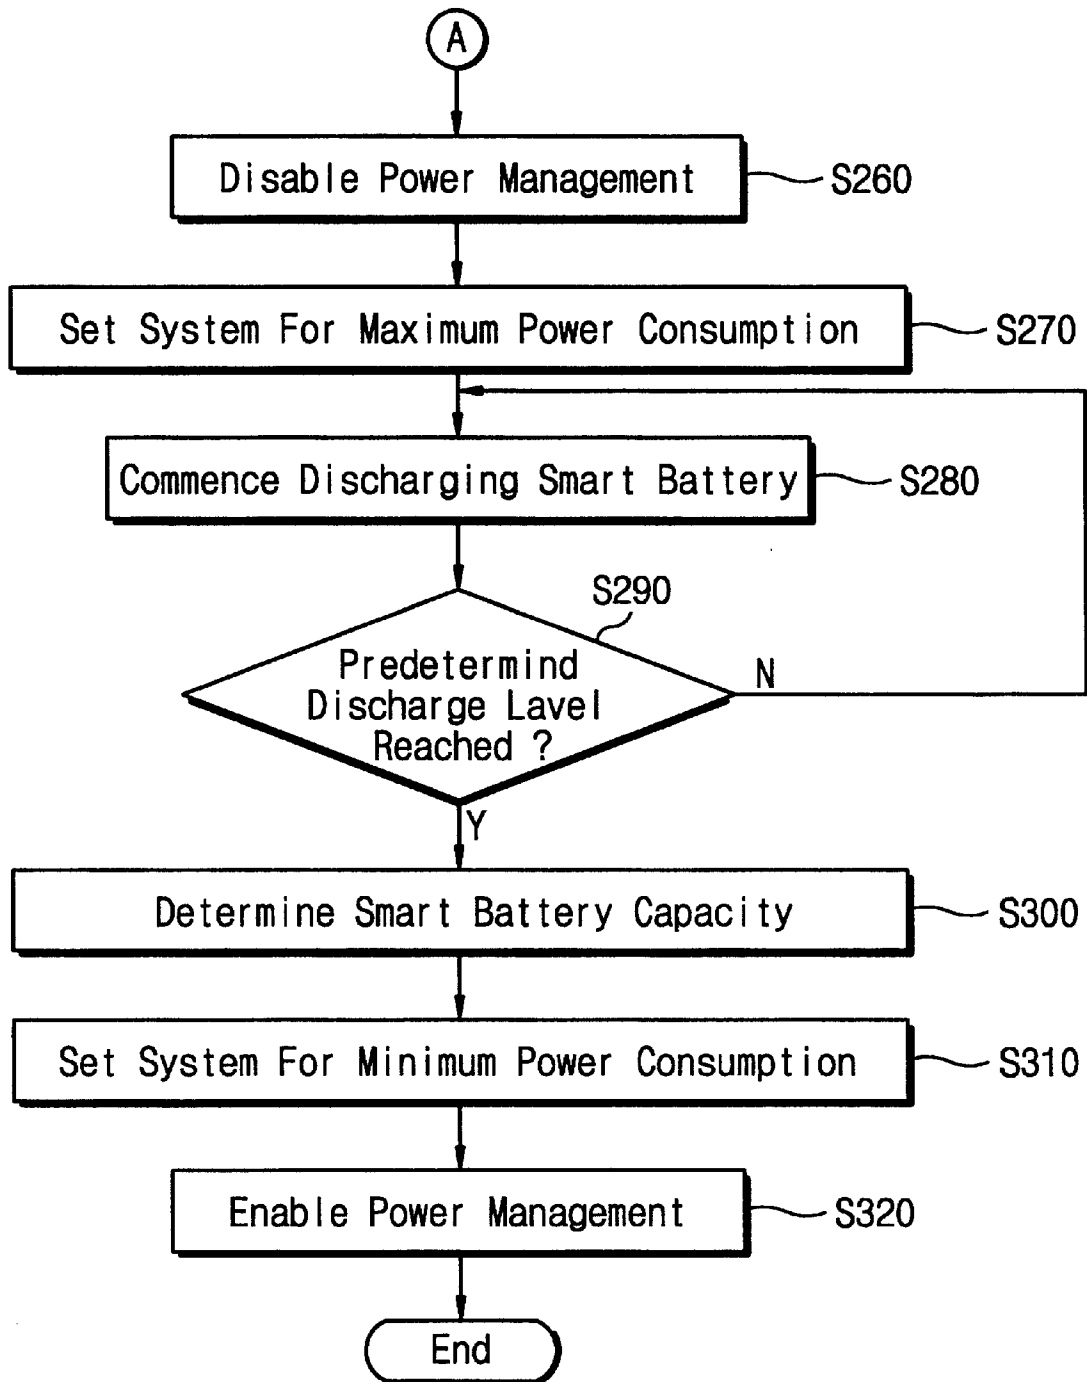 A
Disable Power Management
S260
Set System For Maximum Power Consumption
S270
Commence Discharging Smart Battery
S280
S290
Predetermind
Discharge Lavel
Reached ?
N
Y
Determine Smart Battery Capacity
S300
Set System For Minimum Power Consumption
S310
Enable Power Management
S320
End